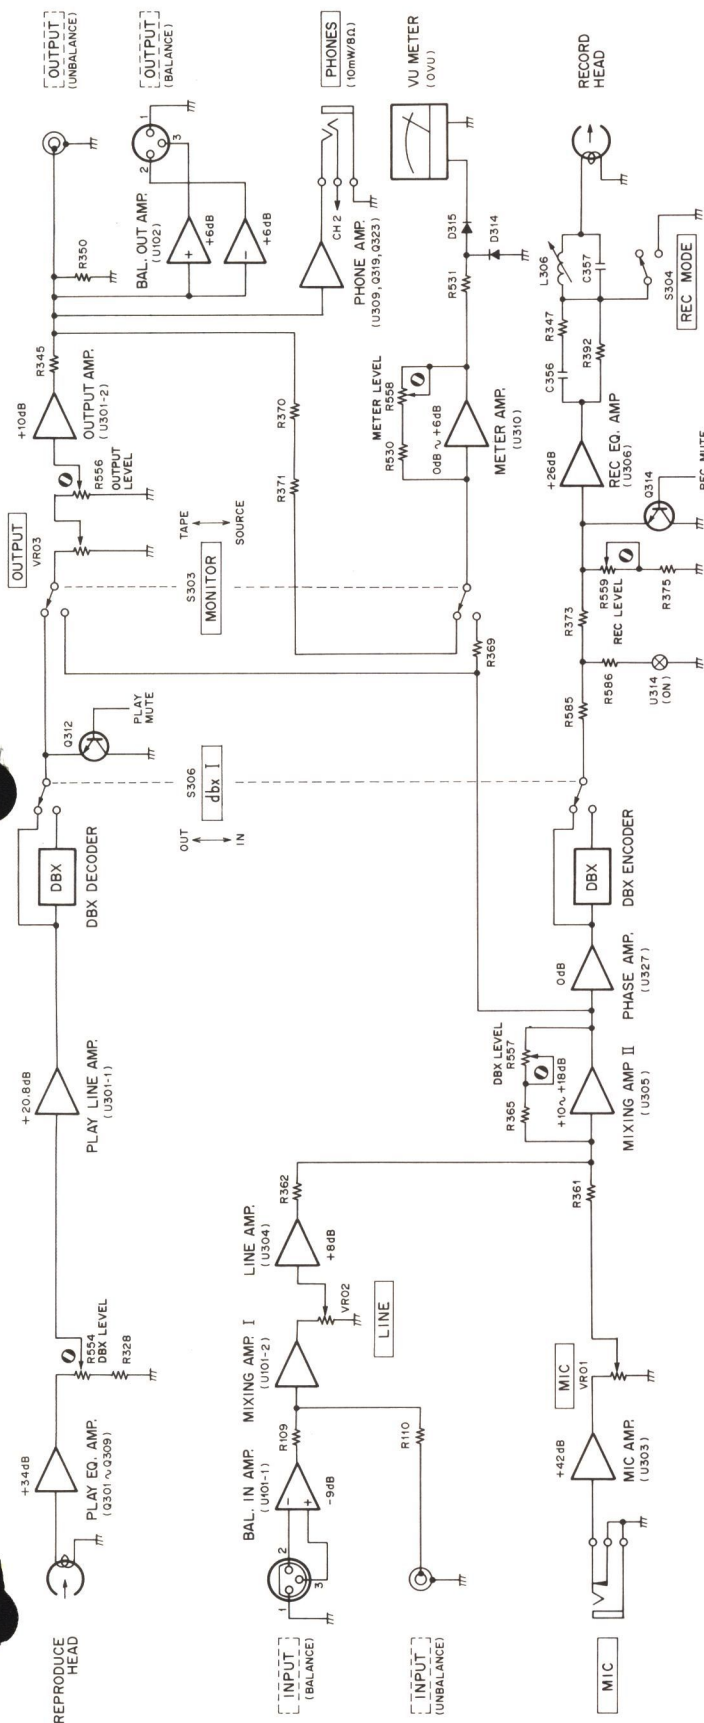 REPRODUCE
HEAD
+34dB
PLAY EQ. AMP.
(Q301~Q309)
R554
DBX LEVEL
R328
+20.8dB
PLAY LINE AMP.
(U301-1)
DBX
DBX DECODER
OUT
IN
S306
dbx I
Q312
PLAY
MUTE
S303
MONITOR
TAPE
SOURCE
OUTPUT
VR03
R556
OUTPUT
LEVEL
+10dB
OUTPUT AMP.
(U301-2)
R345
R350
OUTPUT
(UNBALANCE)
BAL. OUT AMP.
(U102)
+
+6dB
-
+6dB
1
2
3
OUTPUT
(BALANCE)
R371
R370
PHONE AMP.
(U309, Q319, Q323)
CH 2
PHONES
(10mW/8Ω)
INPUT
(BALANCE)
1
2
3
BAL. IN AMP.
(U101-1)
-
+
-9dB
R109
MIXING AMP. I
(U101-2)
VR02
LINE
LINE AMP.
(U304)
+8dB
R362
INPUT
(UNBALANCE)
R110
R369
METER LEVEL
R530
R558
0dB ~ +6dB
METER AMP.
(U310)
R531
D315
D314
VU METER
(0VU)
MIC
+42dB
MIC AMP.
(U303)
MIC
VR01
R361
DBX LEVEL
R365
R557
+10~+18dB
MIXING AMP II
(U305)
0dB
PHASE AMP.
(U327)
DBX
DBX ENCODER
R585
R586
U314
(ON)
R373
R559
REC LEVEL
R375
Q314
REC MUTE
+26dB
REC EQ. AMP
(U306)
C356
R347
R392
L306
C357
S304
REC MODE
RECORD
HEAD